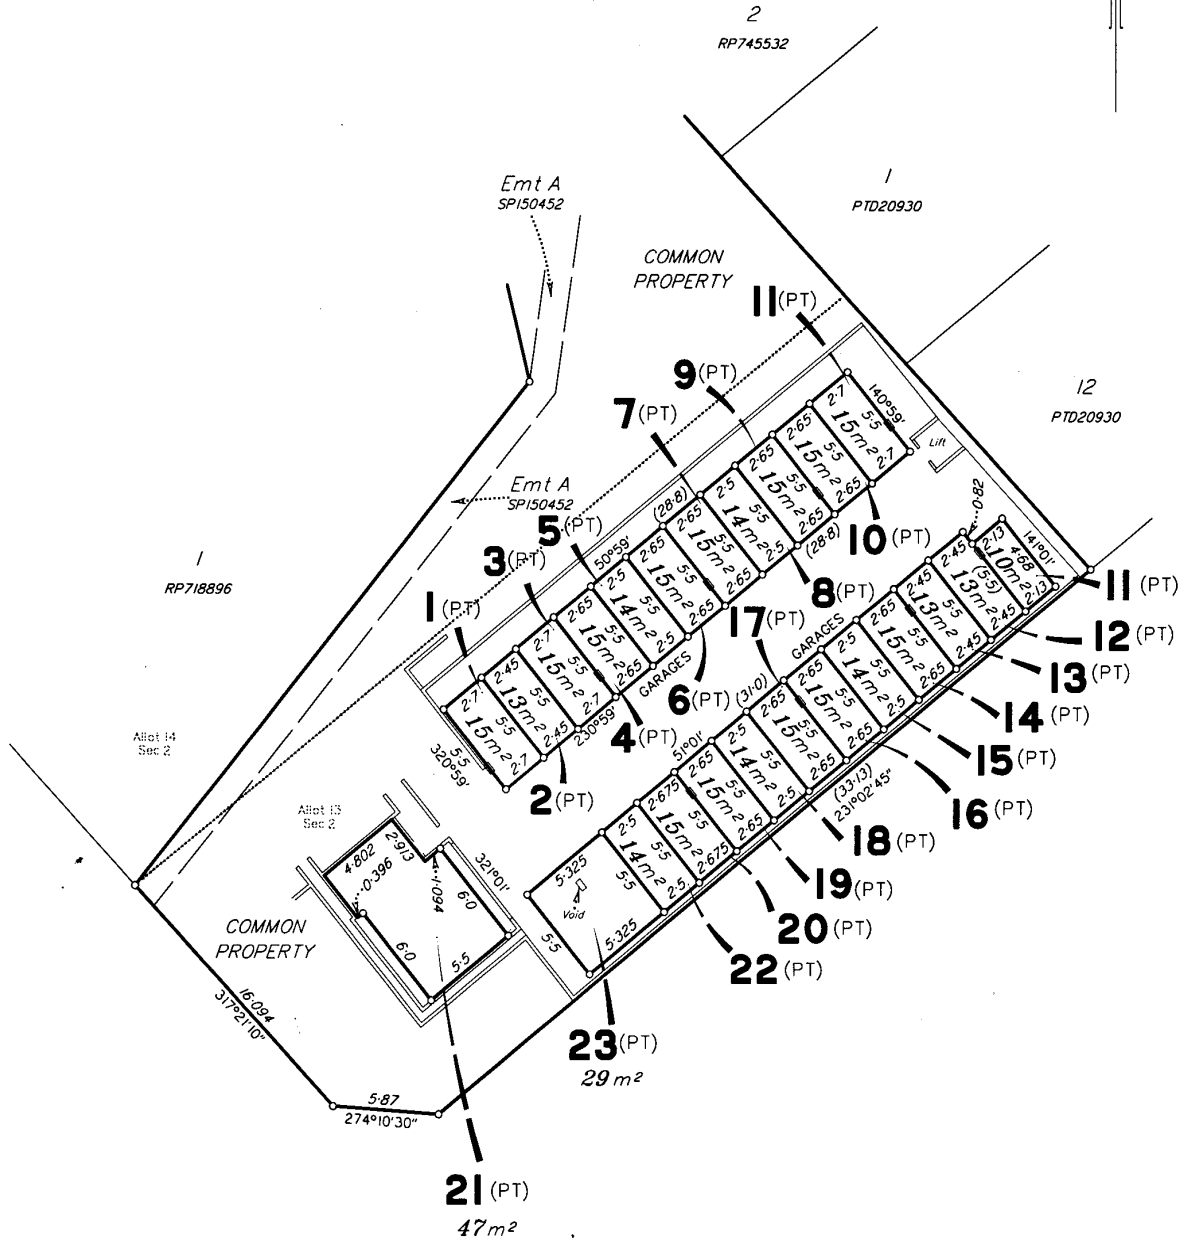 2
RP745532
1
PTD20930
Emt A
SP150452
COMMON
PROPERTY
11(PT)
9(PT)
7(PT)
12
PTD20930
140°59'
2·7
5·5
15m²
2·7
Lift
2·65
5·5
15m²
2·65
2·65
5·5
15m²
2·65
2·5
5·5
14m²
2·5
(28·8)
(28·8)
2·65
5·5
15m²
2·65
Emt A
SP150452
5(PT)
50°59'
2·65
5·5
15m²
2·65
3(PT)
2·5
5·5
14m²
2·5
2·65
5·5
15m²
2·65
1(PT)
2·7
5·5
15m²
2·7
2·45
5·5
13m²
2·45
2·7
5·5
15m²
2·7
320°59'
230°59'
GARAGES
10(PT)
8(PT)
6(PT)
4(PT)
2(PT)
1
RP718896
0·82
2·13
4·68
10m²
2·13
141°01'
11(PT)
2·45
(5·5)
13m²
2·45
12(PT)
2·45
5·5
13m²
2·45
13(PT)
2·65
5·5
15m²
2·65
14(PT)
GARAGES
2·5
5·5
14m²
2·5
15(PT)
17(PT)
2·65
5·5
15m²
2·65
16(PT)
(31·0)
2·65
5·5
15m²
2·65
(33·13)
231°02'45"
2·5
5·5
14m²
2·5
18(PT)
51°01'
2·65
5·5
15m²
2·65
19(PT)
2·675
5·5
15m²
2·675
20(PT)
2·5
5·5
14m²
2·5
22(PT)
5·325
Void
5·5
5·325
23(PT)
29m²
Allot 14
Sec 2
Allot 13
Sec 2
4·802
2·913
0·396
1·094
321°01'
6·0
6·0
5·5
COMMON
PROPERTY
16·094
317°21'10"
5·87
274°10'30"
21(PT)
47m²